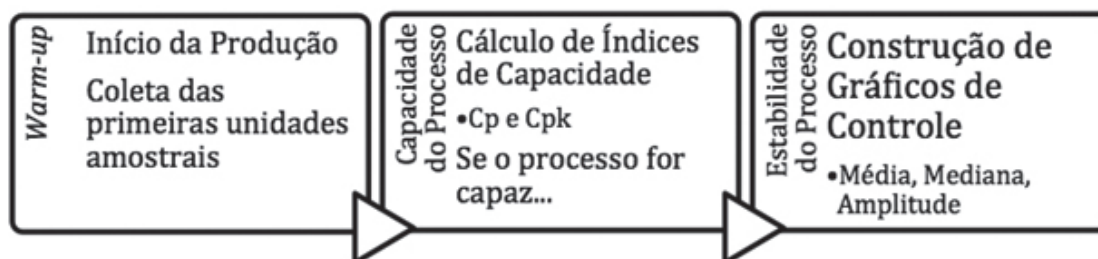 Warm-up
Início da Produção
Coleta das
primeiras unidades
amostrais
Capacidade
do Processo
Cálculo de Índices
de Capacidade
•Cp e Cpk
Se o processo for
capaz...
Estabilidade
do Processo
Construção de
Gráficos de
Controle
•Média, Mediana,
Amplitude